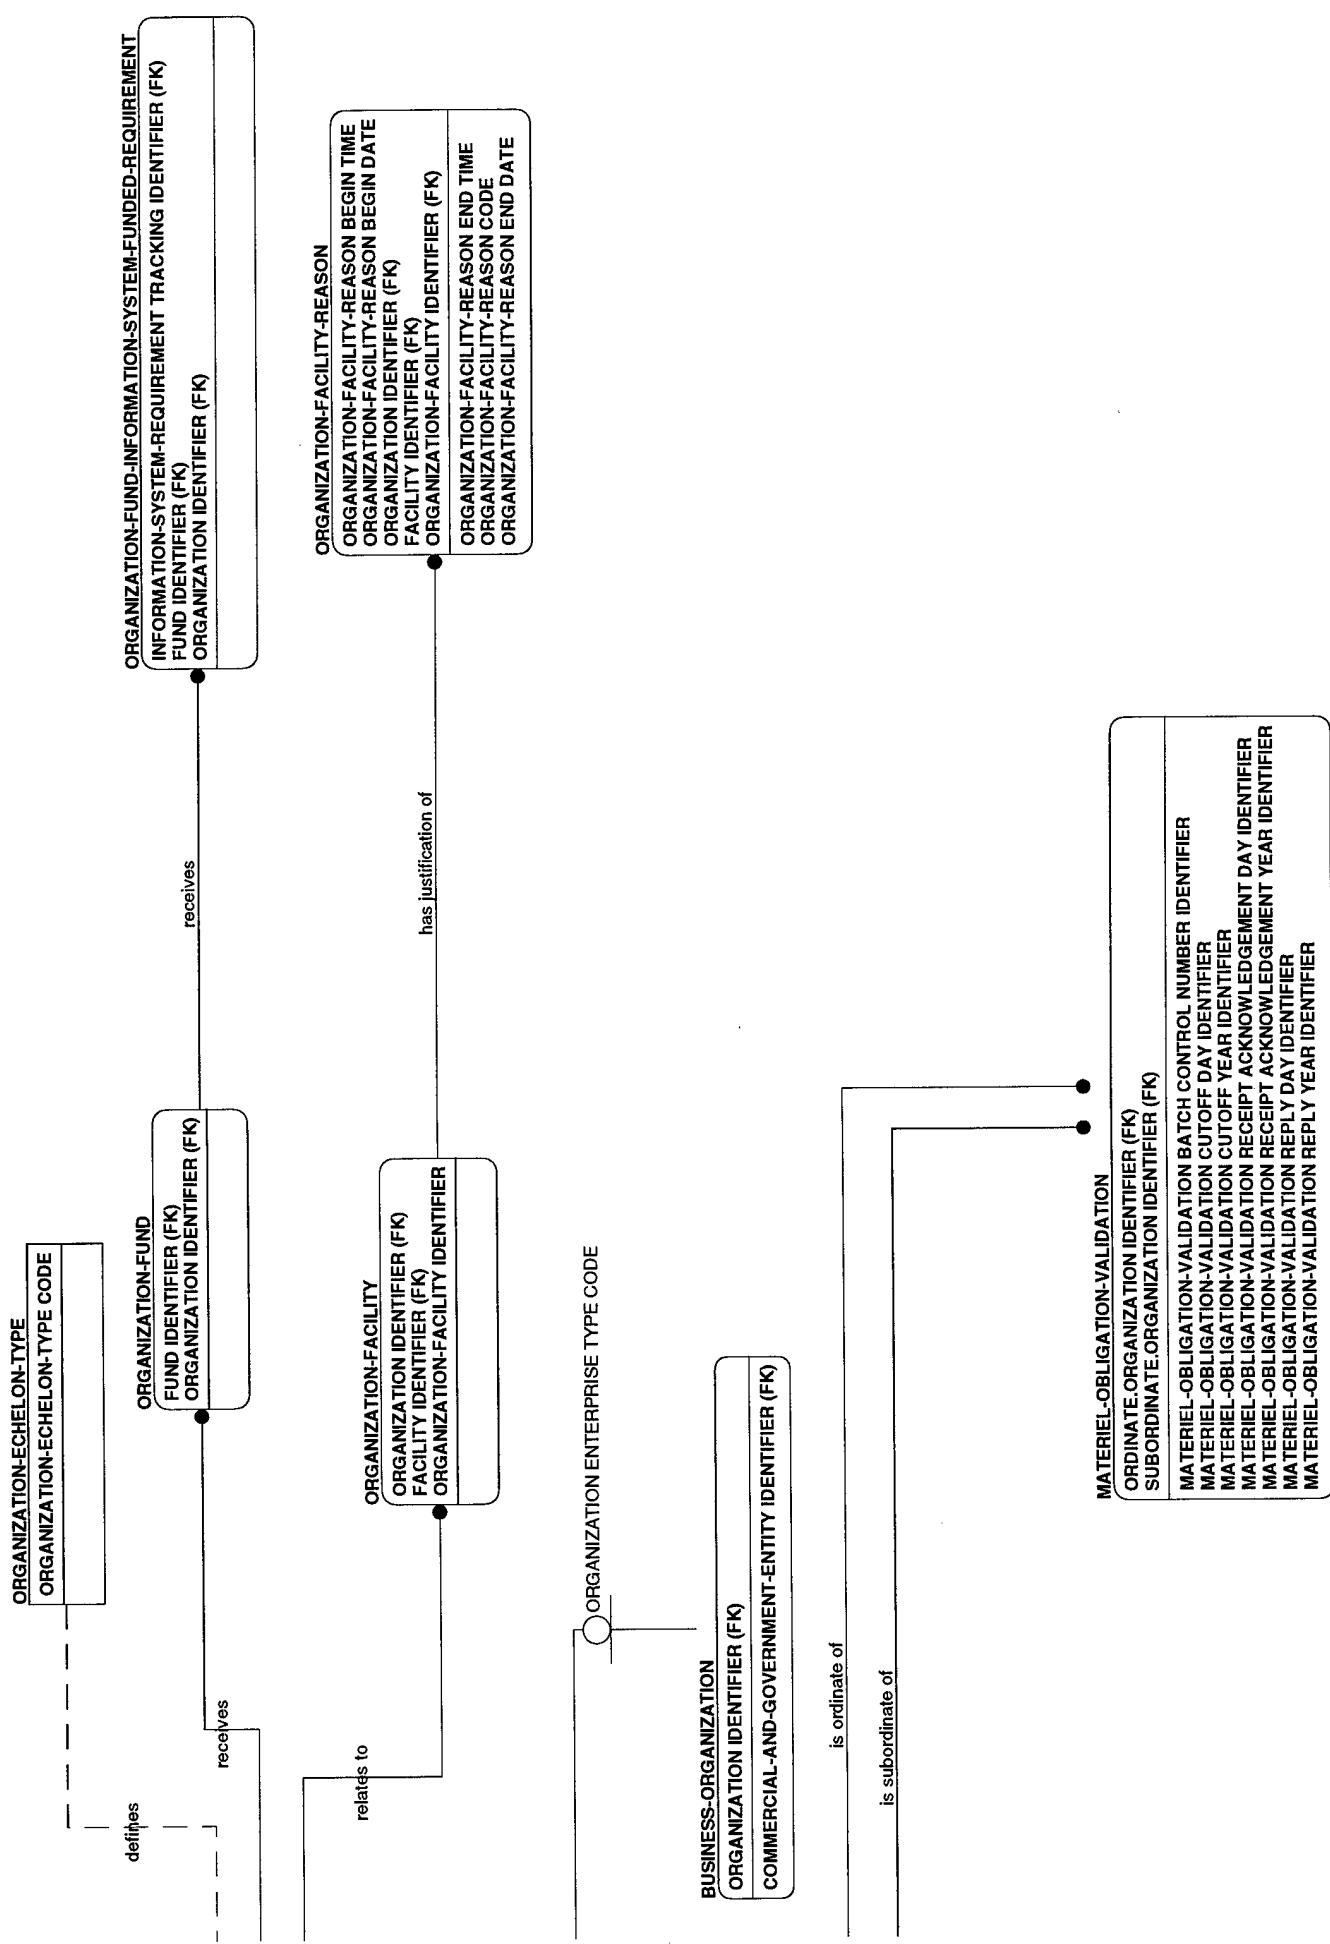 ORGANIZATION-ECHELON-TYPE
ORGANIZATION-ECHELON-TYPE CODE
defines
ORGANIZATION-FUND
FUND IDENTIFIER (FK)
ORGANIZATION IDENTIFIER (FK)
receives
receives
ORGANIZATION-FUND-INFORMATION-SYSTEM-FUNDED-REQUIREMENT
INFORMATION-SYSTEM-REQUIREMENT TRACKING IDENTIFIER (FK)
FUND IDENTIFIER (FK)
ORGANIZATION IDENTIFIER (FK)
ORGANIZATION-FACILITY
ORGANIZATION IDENTIFIER (FK)
FACILITY IDENTIFIER (FK)
ORGANIZATION-FACILITY IDENTIFIER
relates to
has justification of
ORGANIZATION-FACILITY-REASON
ORGANIZATION-FACILITY-REASON BEGIN TIME
ORGANIZATION-FACILITY-REASON BEGIN DATE
ORGANIZATION IDENTIFIER (FK)
FACILITY IDENTIFIER (FK)
ORGANIZATION-FACILITY IDENTIFIER (FK)
ORGANIZATION-FACILITY-REASON END TIME
ORGANIZATION-FACILITY-REASON CODE
ORGANIZATION-FACILITY-REASON END DATE
ORGANIZATION ENTERPRISE TYPE CODE
BUSINESS-ORGANIZATION
ORGANIZATION IDENTIFIER (FK)
COMMERCIAL-AND-GOVERNMENT-ENTITY IDENTIFIER (FK)
is ordinate of
is subordinate of
MATERIEL-OBLIGATION-VALIDATION
ORDINATE.ORGANIZATION IDENTIFIER (FK)
SUBORDINATE.ORGANIZATION IDENTIFIER (FK)
MATERIEL-OBLIGATION-VALIDATION BATCH CONTROL NUMBER IDENTIFIER
MATERIEL-OBLIGATION-VALIDATION CUTOFF DAY IDENTIFIER
MATERIEL-OBLIGATION-VALIDATION CUTOFF YEAR IDENTIFIER
MATERIEL-OBLIGATION-VALIDATION RECEIPT ACKNOWLEDGEMENT DAY IDENTIFIER
MATERIEL-OBLIGATION-VALIDATION RECEIPT ACKNOWLEDGEMENT YEAR IDENTIFIER
MATERIEL-OBLIGATION-VALIDATION REPLY DAY IDENTIFIER
MATERIEL-OBLIGATION-VALIDATION REPLY YEAR IDENTIFIER